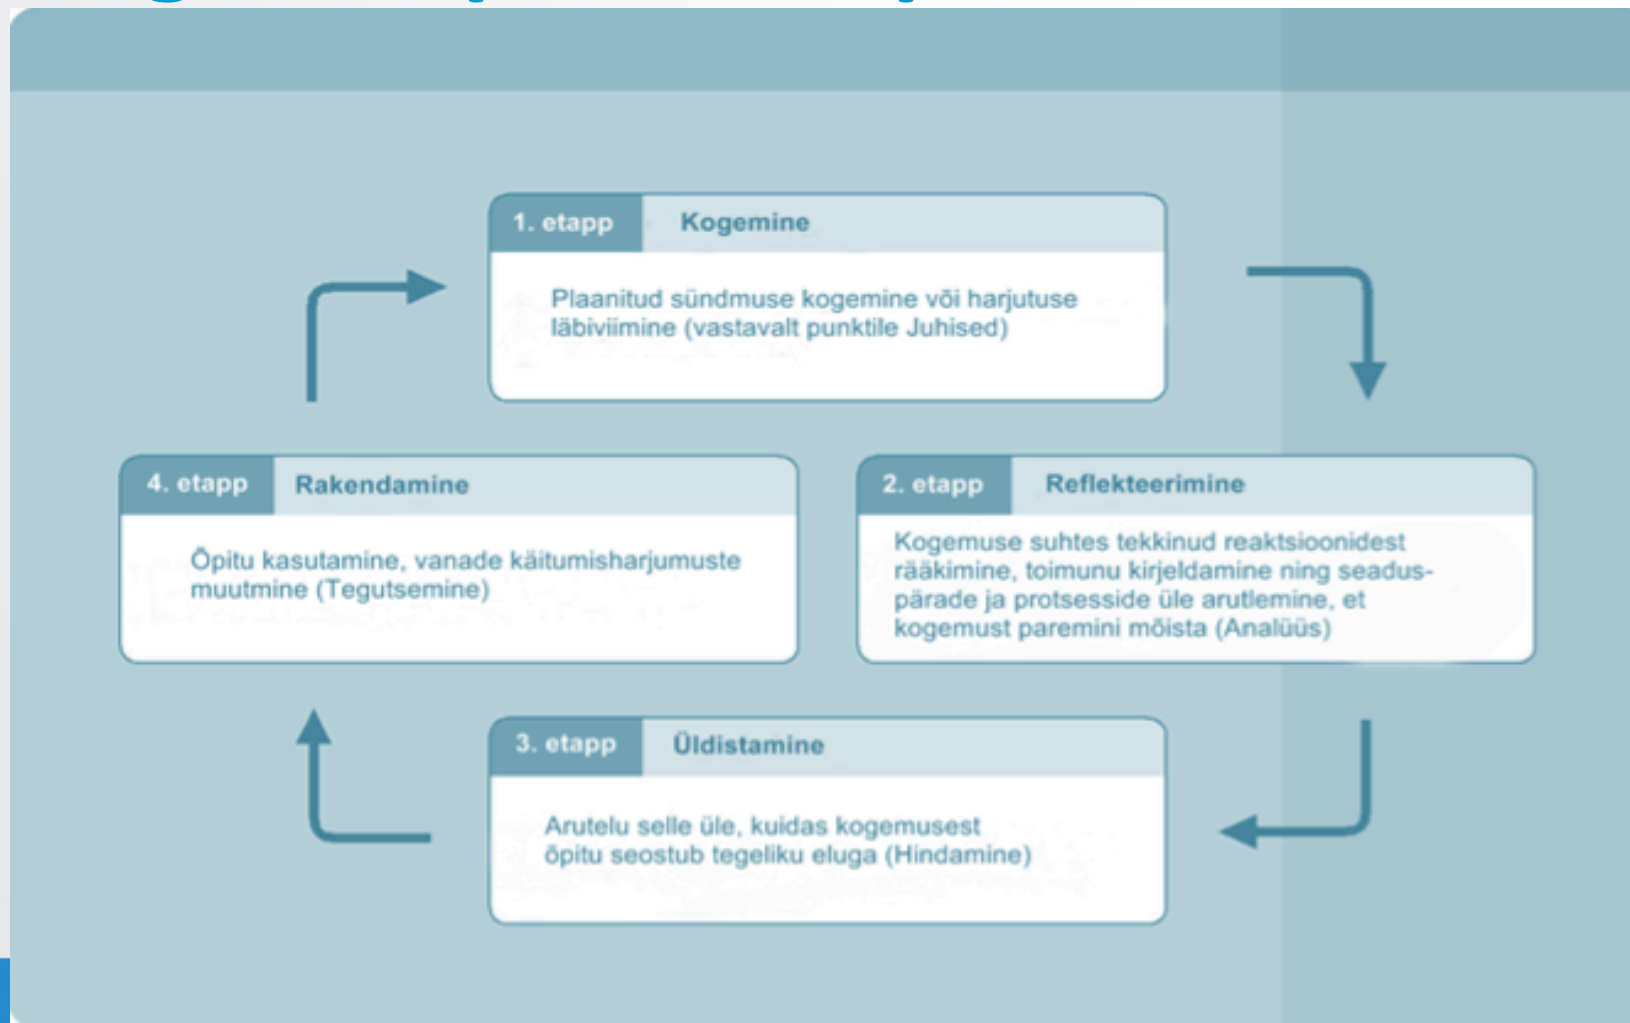 1. etapp Kogemine
Plaanitud sündmuse kogemine või harjutuse
läbiviimine (vastavalt punktile Juhised)
2. etapp Reflekteerimine
Kogemuse suhtes tekkinud reaktsioonidest
rääkimine, toimunu kirjeldamine ning seadus-
pärade ja protsesside üle arutlemine, et
kogemust paremini mõista (Analüüs)
3. etapp Üldistamine
Arutelu selle üle, kuidas kogemusest
õpitu seostub tegeliku eluga (Hindamine)
4. etapp Rakendamine
Õpitu kasutamine, vanade käitumisharjumuste
muutmine (Tegutsemine)